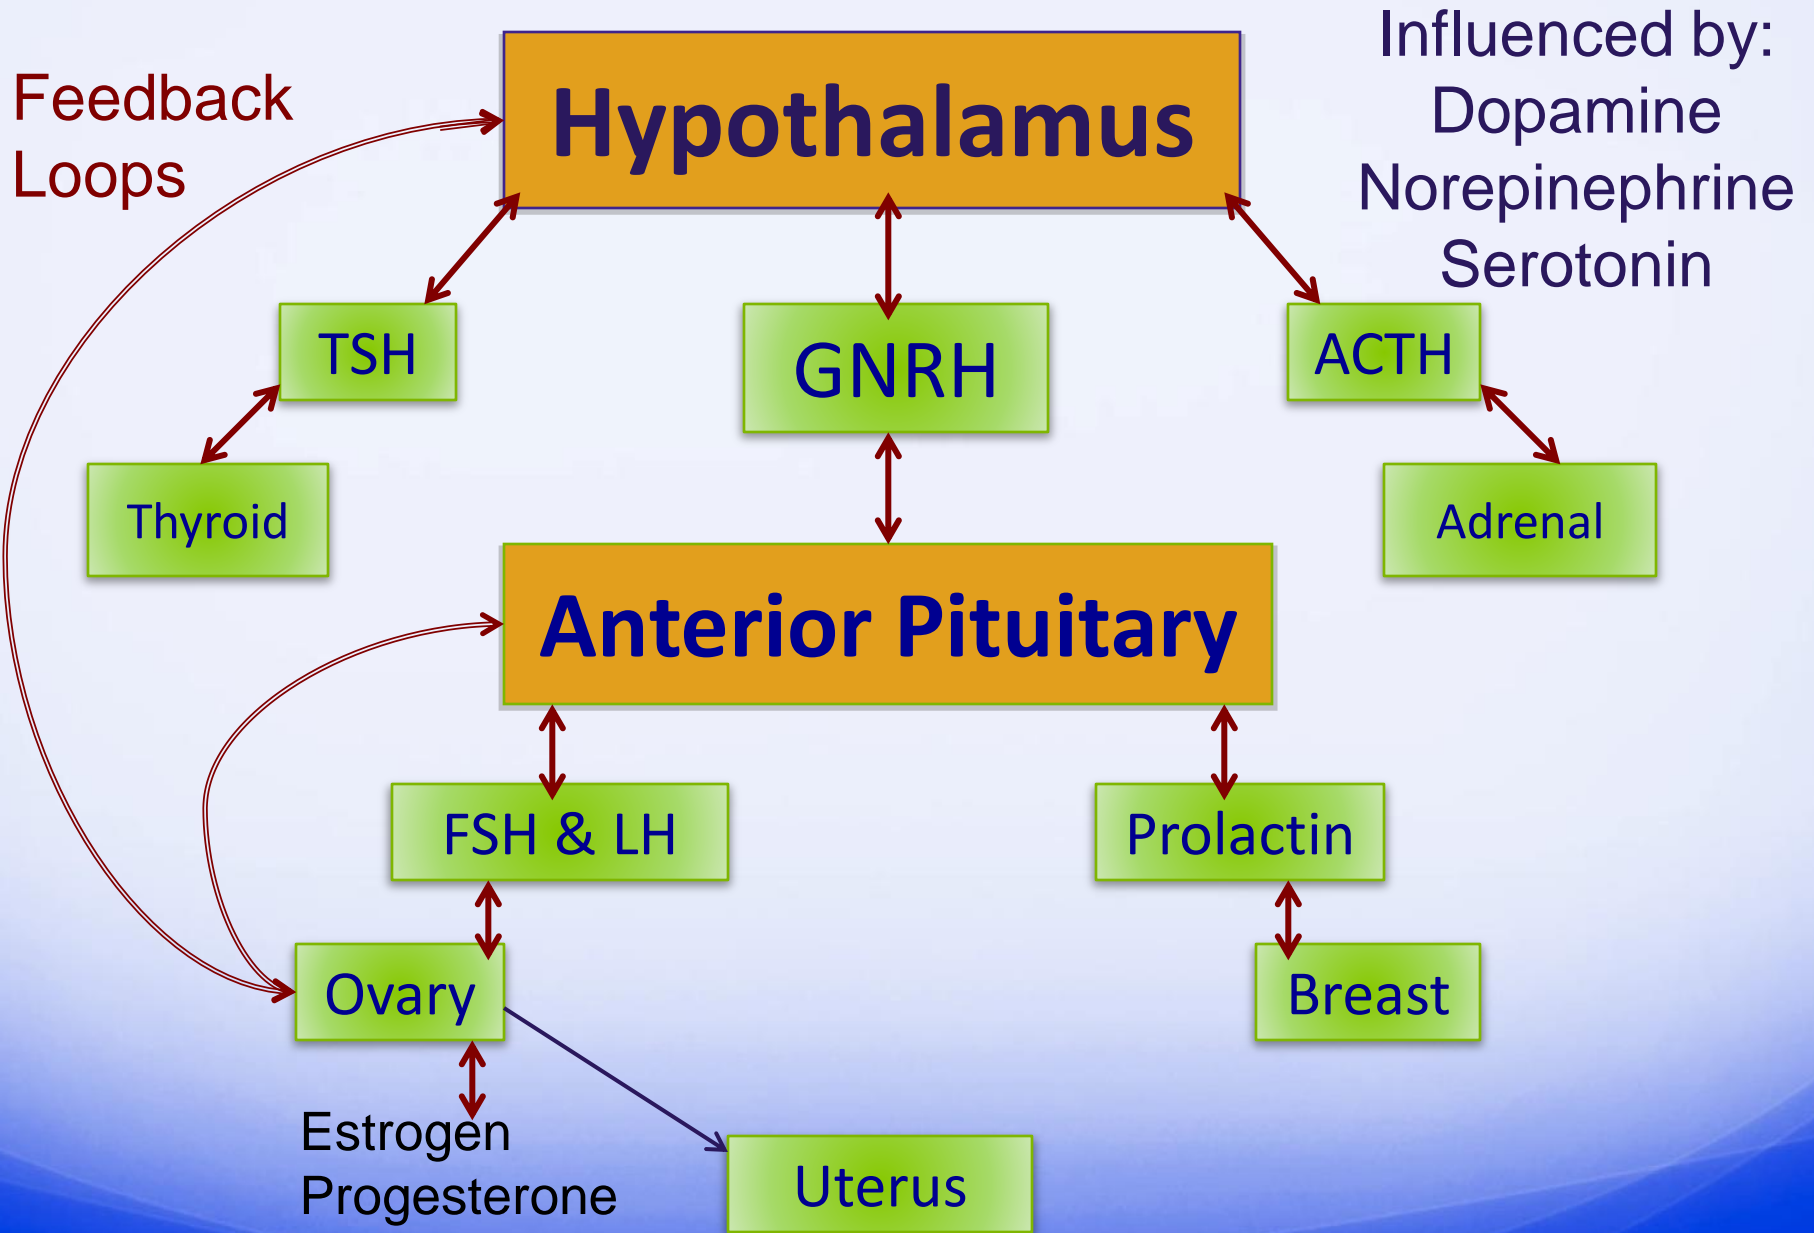 Feedback
Loops
Hypothalamus
Influenced by:
Dopamine
Norepinephrine
Serotonin
TSH
GNRH
ACTH
Thyroid
Adrenal
Anterior Pituitary
FSH & LH
Prolactin
Ovary
Breast
Estrogen
Progesterone
Uterus